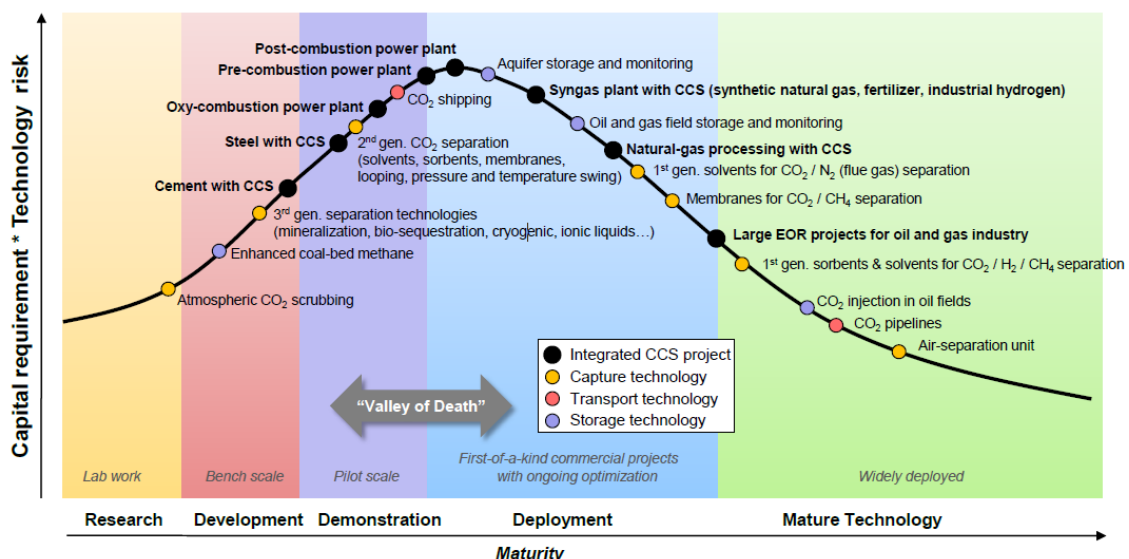 Capital requirement * Technology risk
Post-combustion power plant
Pre-combustion power plant
Aquifer storage and monitoring
Oxy-combustion power plant
CO2 shipping
Syngas plant with CCS (synthetic natural gas, fertilizer, industrial hydrogen)
Steel with CCS
2nd gen. CO2 separation
(solvents, sorbents, membranes,
looping, pressure and temperature swing)
Oil and gas field storage and monitoring
Natural-gas processing with CCS
Cement with CCS
1st gen. solvents for CO2 / N2 (flue gas) separation
Membranes for CO2 / CH4 separation
3rd gen. separation technologies
(mineralization, bio-sequestration, cryogenic, ionic liquids…)
Large EOR projects for oil and gas industry
Enhanced coal-bed methane
1st gen. sorbents & solvents for CO2 / H2 / CH4 separation
Atmospheric CO2 scrubbing
CO2 injection in oil fields
CO2 pipelines
Air-separation unit
Integrated CCS project
Capture technology
Transport technology
Storage technology
“Valley of Death”
Lab work
Bench scale
Pilot scale
First-of-a-kind commercial projects
with ongoing optimization
Widely deployed
Research
Development
Demonstration
Deployment
Mature Technology
Maturity